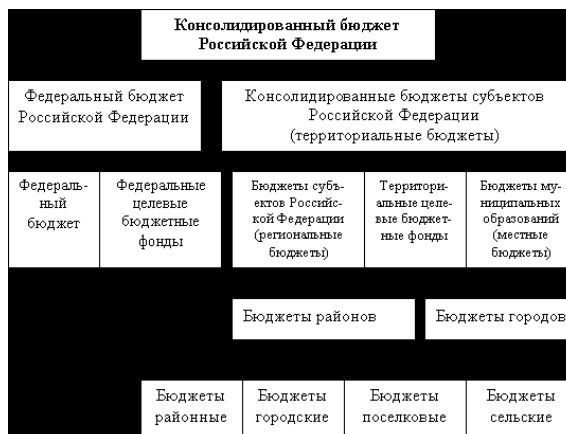 Консолидированный бюджет
Российской Федерации
Федеральный бюджет
Российской Федерации
Консолидированные бюджеты субъектов
Российской Федерации
(территориальные бюджеты)
Федераль-
ный
бюджет
Федеральные
целевые
бюджетные
фонды
Бюджеты субъ-
ектов Российс-
кой Федерации
(региональные
бюджеты)
Территори-
альные целе-
вые бюджет-
ные фонды
Бюджеты му-
ниципальных
образований
(местные
бюджеты)
Бюджеты районов
Бюджеты городов
Бюджеты
районные
Бюджеты
городские
Бюджеты
поселковые
Бюджеты
сельские